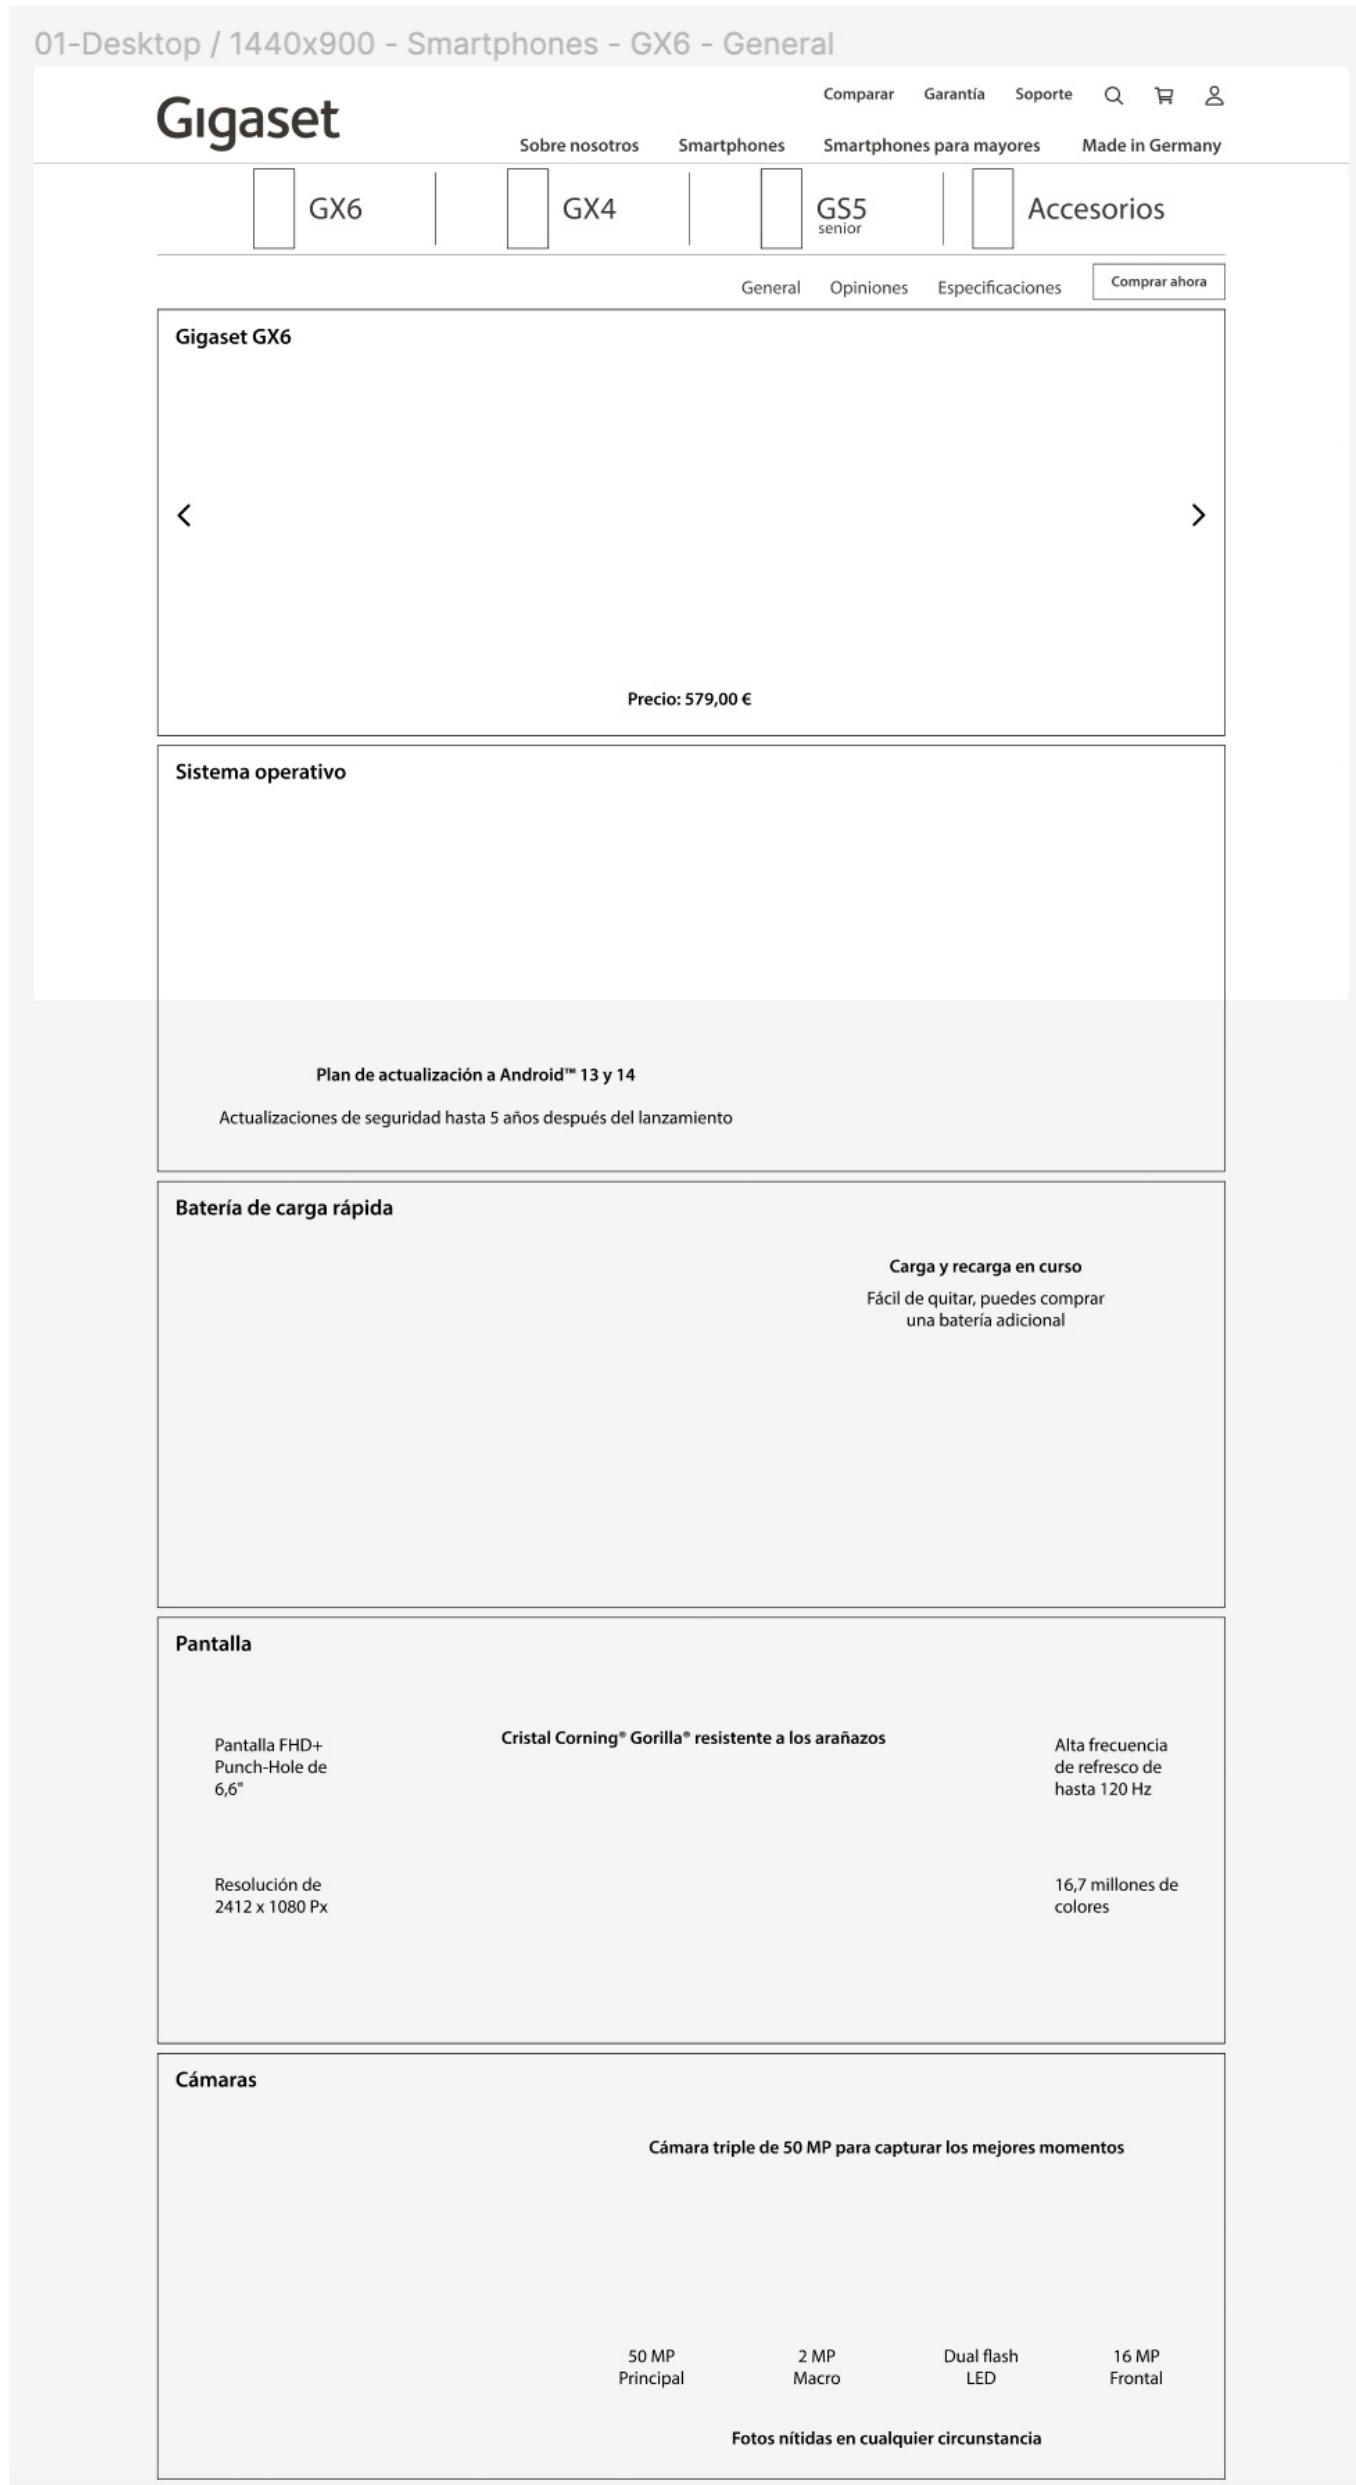 01-Desktop / 1440x900 - Smartphones - GX6 - General
Gigaset
Comparar Garantía Soporte
Sobre nosotros Smartphones Smartphones para mayores Made in Germany
GX6 GX4 GS5 Accesorios
senior
General Opiniones Especificaciones Comprar ahora
Gigaset GX6
Precio: 579,00 €
Sistema operativo
Plan de actualización a Android™ 13 y 14
Actualizaciones de seguridad hasta 5 años después del lanzamiento
Batería de carga rápida
Carga y recarga en curso
Fácil de quitar, puedes comprar
una batería adicional
Pantalla
Cristal Corning® Gorilla® resistente a los arañazos
Pantalla FHD+
Punch-Hole de
6,6"
Alta frecuencia
de refresco de
hasta 120 Hz
Resolución de
2412 x 1080 Px
16,7 millones de
colores
Cámaras
Cámara triple de 50 MP para capturar los mejores momentos
50 MP
Principal
2 MP
Macro
Dual flash
LED
16 MP
Frontal
Fotos nítidas en cualquier circunstancia